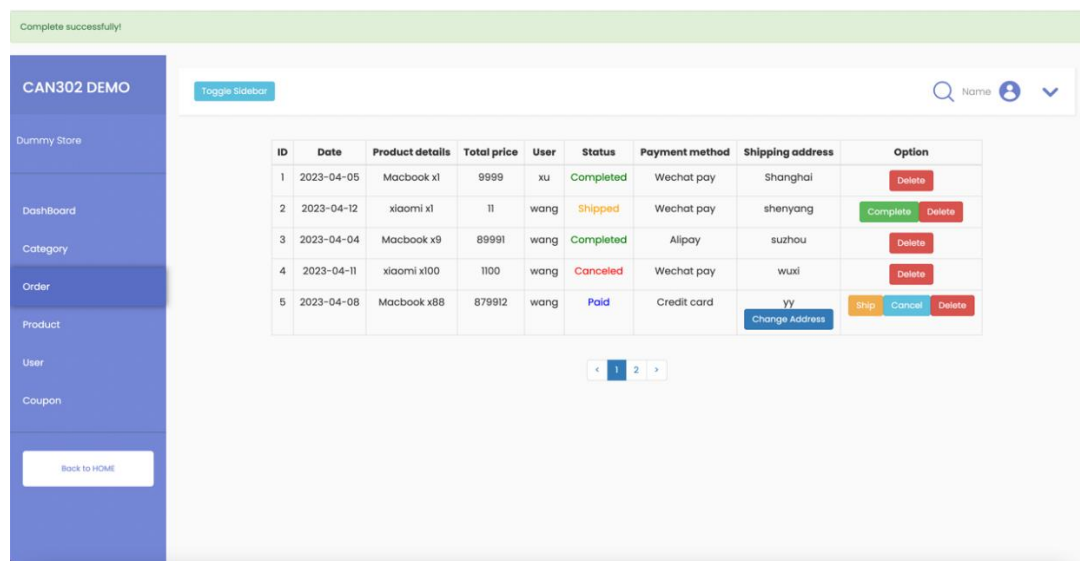 Complete successfully!
CAN302 DEMO
Toggle Sidebar
Name
Dummy Store
DashBoard
Category
Order
Product
User
Coupon
Back to HOME
ID Date Product details Total price User Status Payment method Shipping address Option
1 2023-04-05 Macbook x1 9999 xu Completed Wechat pay Shanghai Delete
2 2023-04-12 xiaomi x1 11 wang Shipped Wechat pay shenyang Complete Delete
3 2023-04-04 Macbook x9 89991 wang Completed Alipay suzhou Delete
4 2023-04-11 xiaomi x100 1100 wang Canceled Wechat pay wuxi Delete
5 2023-04-08 Macbook x88 879912 wang Paid Credit card yy Ship Cancel Delete
Change Address
< 1 2 >